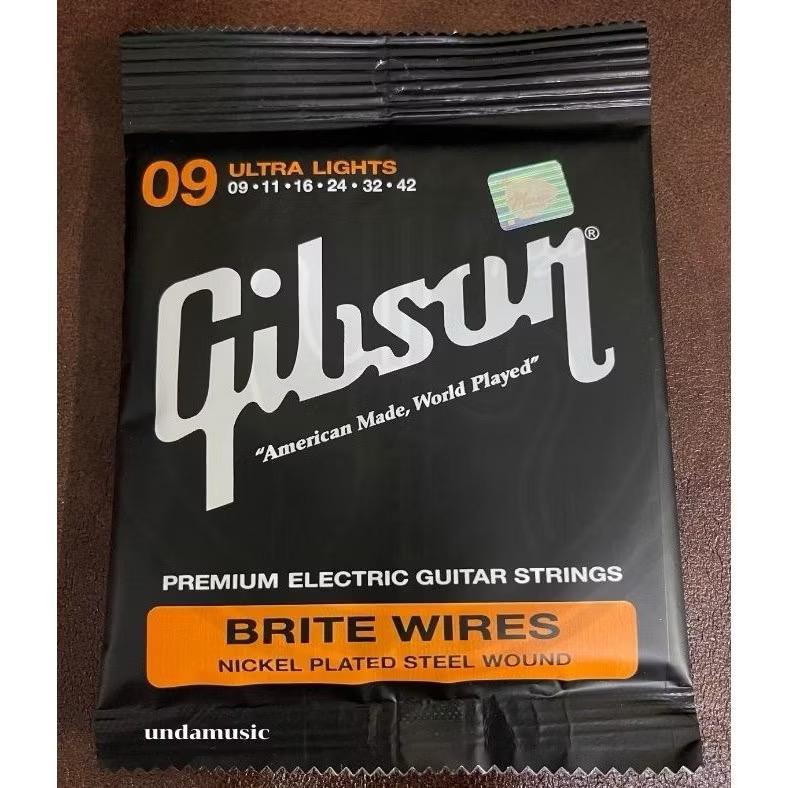 09 ULTRA LIGHTS
09 • 11 • 16 • 24 • 32 • 42
Gibson®
"American Made, World Played"
PREMIUM ELECTRIC GUITAR STRINGS
BRITE WIRES
NICKEL PLATED STEEL WOUND
undamusic